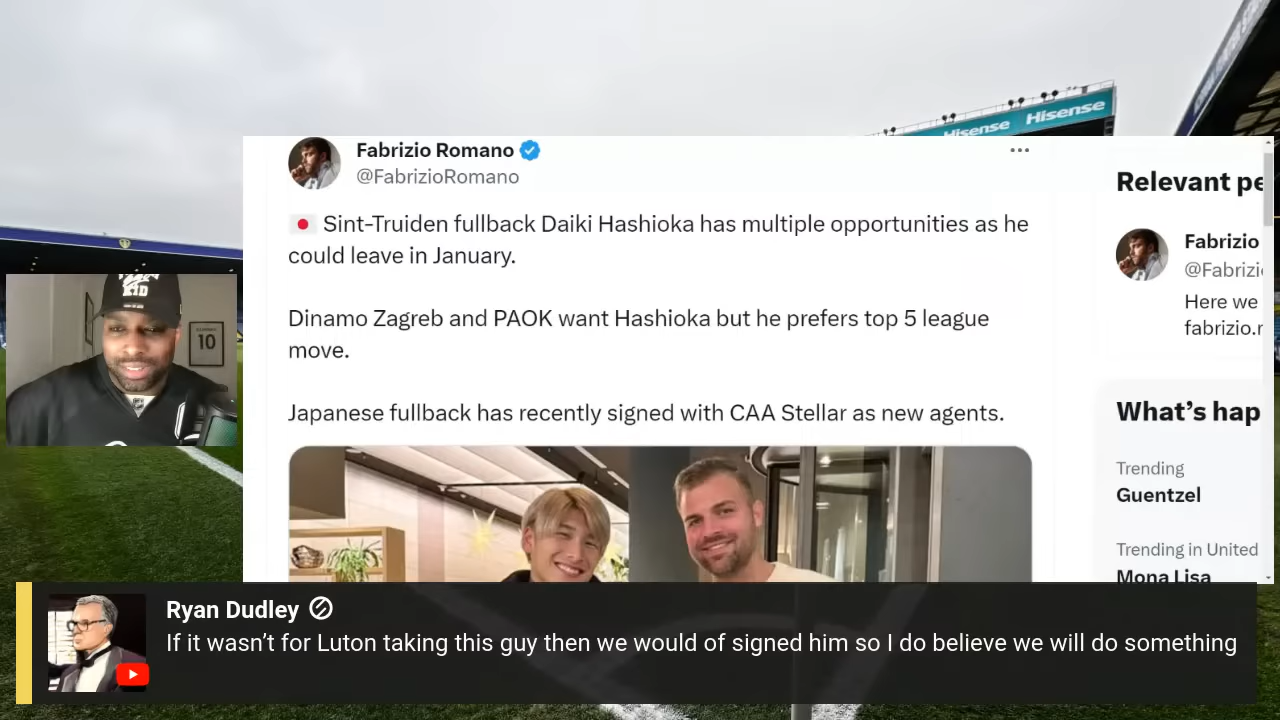 Hisense
Hisense
Fabrizio Romano
@FabrizioRomano
Sint-Truiden fullback Daiki Hashioka has multiple opportunities as he
could leave in January.
Dinamo Zagreb and PAOK want Hashioka but he prefers top 5 league
move.
Japanese fullback has recently signed with CAA Stellar as new agents.
Relevant pe
Fabrizio
@Fabrizi
Here we
fabrizio.r
What's hap
Trending
Guentzel
Trending in United
Mona Lisa
KID
10
Ryan Dudley
If it wasn't for Luton taking this guy then we would of signed him so I do believe we will do something